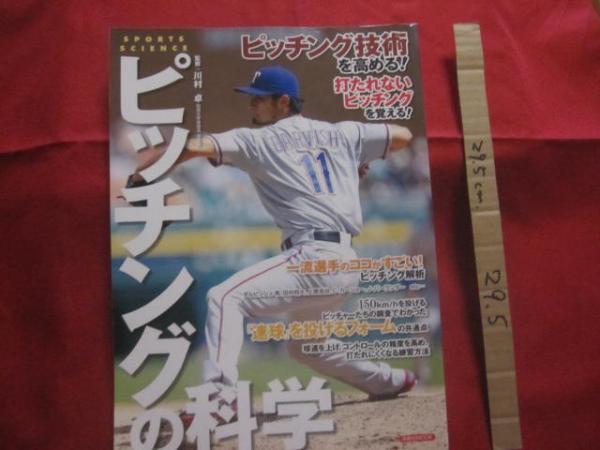 SPORTS
SCIENCE
ピッチングの科学
監修 川村 卓
ピッチング技術
を高める!
打たれない
ピッチング
を覚える!
DARVISH
11
一流選手のココがすごい!
ピッチング解析
150km/hを投げる
ピッチャーたちの調査でわかった
「速球」を投げるフォームの共通点
球速を上げ、コントロールの精度を高め、
打たれにくくなる練習方法
29.5cm.
29.5